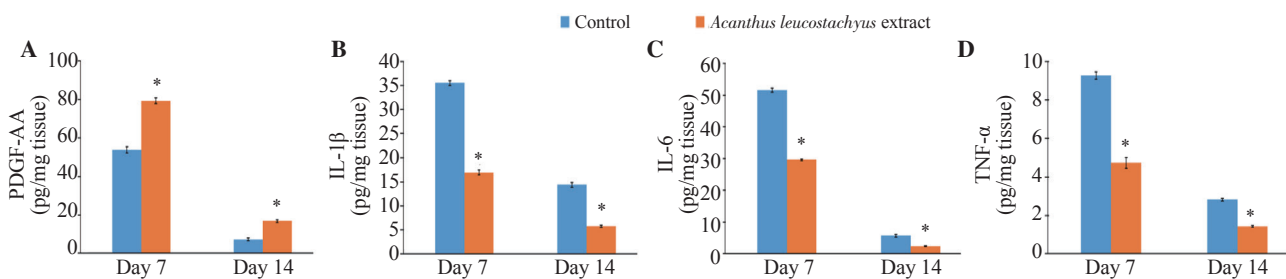 Control
Acanthus leucostachyus extract
A
PDGF-AA
(pg/mg tissue)
100
80
60
40
20
0
*
*
Day 7
Day 14
B
IL-1β
(pg/mg tissue)
40
35
30
25
20
15
10
5
0
*
*
Day 7
Day 14
C
IL-6
(pg/mg tissue)
60
50
40
30
20
10
0
*
*
Day 7
Day 14
D
TNF-α
(pg/mg tissue)
10
8
6
4
2
0
*
*
Day 7
Day 14